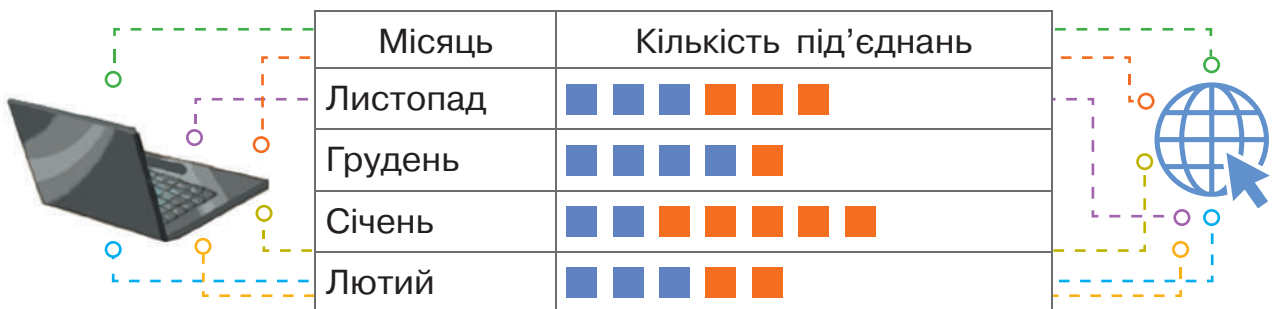 Місяць Кількість під’єднань
Листопад
Грудень
Січень
Лютий